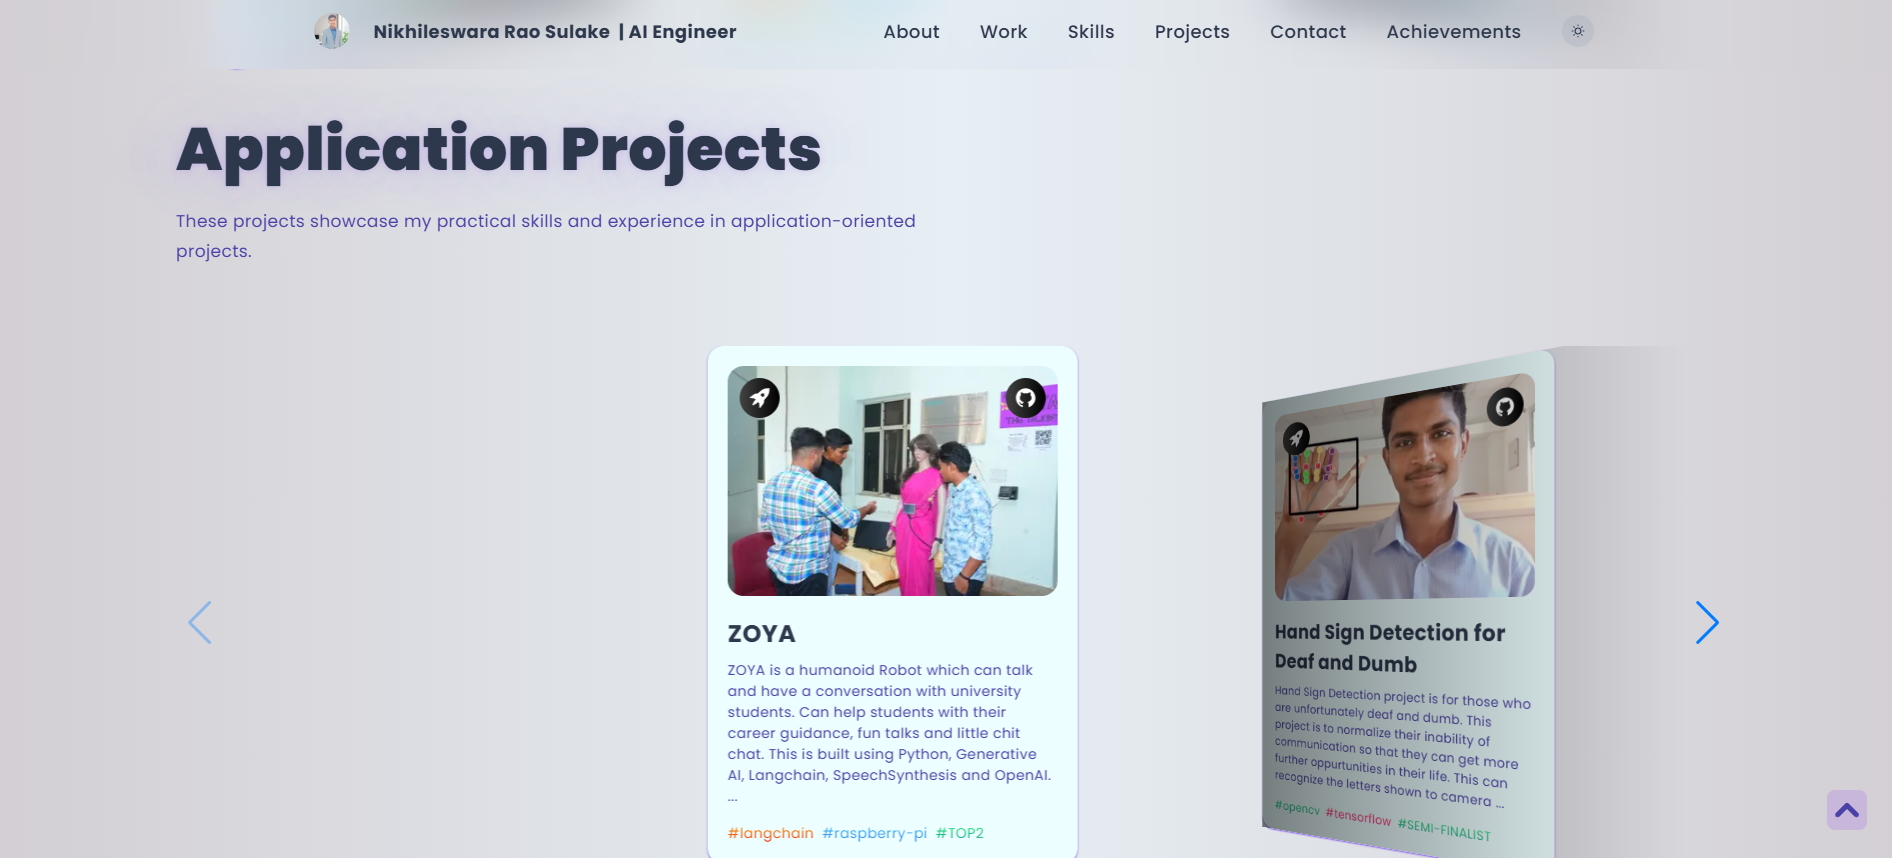 Nikhileswara Rao Sulake | AI Engineer
About
Work
Skills
Projects
Contact
Achievements
Application Projects
These projects showcase my practical skills and experience in application-oriented
projects.
ZOYA
ZOYA is a humanoid Robot which can talk
and have a conversation with university
students. Can help students with their
career guidance, fun talks and little chit
chat. This is built using Python, Generative
AI, Langchain, SpeechSynthesis and OpenAI.
...
#langchain #raspberry-pi #TOP2
Hand Sign Detection for
Deaf and Dumb
Hand Sign Detection project is for those who
are unfortunately deaf and dumb. This
project is to normalize their inability of
communication so that they can get more
further oppurtunities in their life. This can
recognize the letters shown to camera ...
#opencv #tensorflow #SEMI-FINALIST